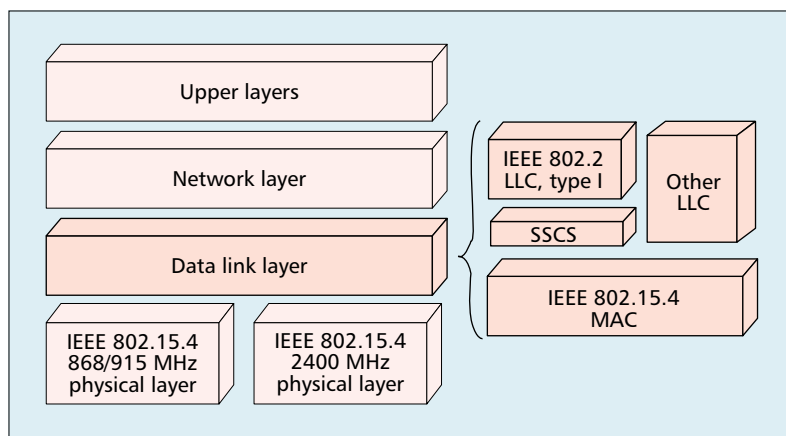 Upper layers
Network layer
Data link layer
IEEE 802.15.4
868/915 MHz
physical layer
IEEE 802.15.4
2400 MHz
physical layer
IEEE 802.2
LLC, type I
Other
LLC
SSCS
IEEE 802.15.4
MAC